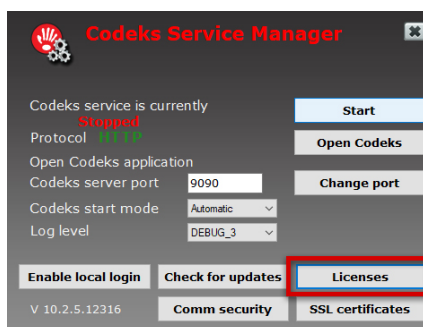 Codeks Service Manager
Codeks service is currently
Stopped
Start
Protocol HTTP
Open Codeks
Open Codeks application
Codeks server port 9090 Change port
Codeks start mode Automatic
Log level DEBUG_3
Enable local login Check for updates Licenses
V 10.2.5.12316 Comm security SSL certificates